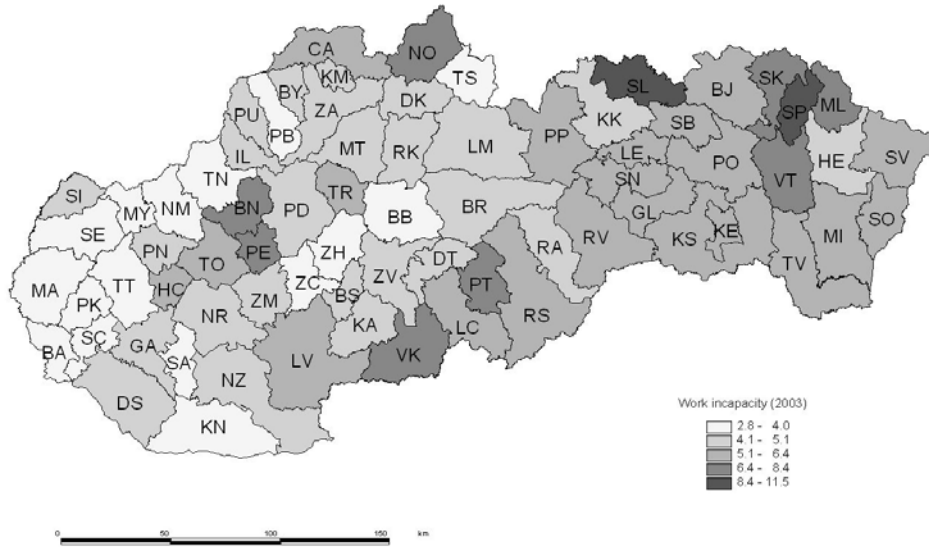 CA
NO
KM
TS
BY
PU
ZA
DK
PB
SL
BJ
SK
SP
ML
KK
PP
SB
IL
MT
RK
LM
LE
PO
HE
SV
TN
SN
VT
SI
TR
MY
NM
BN
PD
BB
BR
GL
SO
SE
PN
PE
ZH
RA
RV
KS
KE
MI
TO
DT
TV
MA
TT
HC
ZC
ZV
PT
PK
ZM
BS
NR
KA
LC
RS
BA
SC
GA
SA
LV
VK
DS
NZ
KN
Work incapacity (2003)
2.8 - 4.0
4.1 - 5.1
5.1 - 6.4
6.4 - 8.4
8.4 - 11.5
0 50 100 150 km